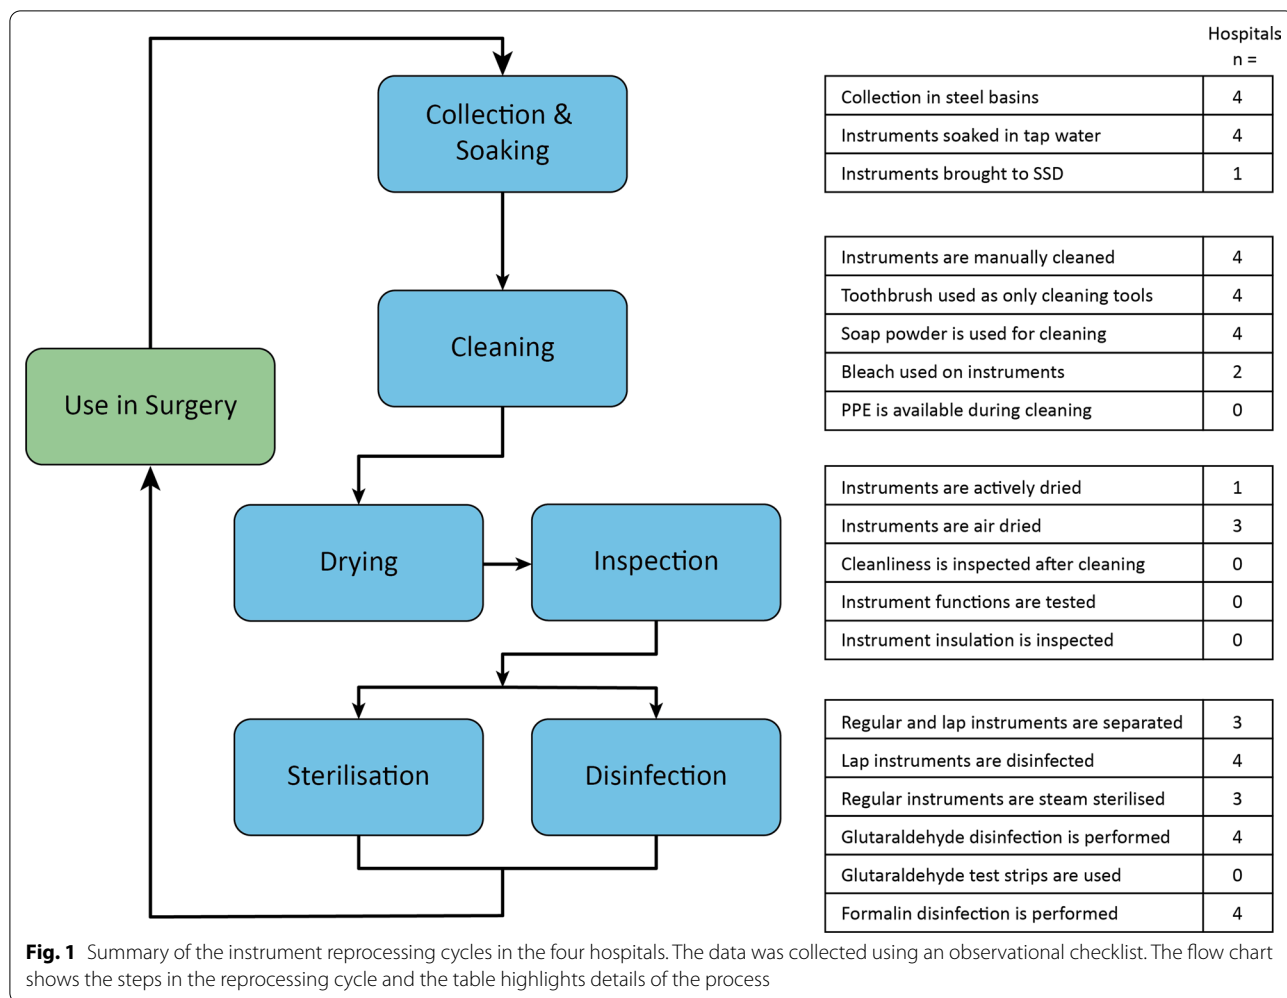 Hospitals
n =
Collection &
Soaking
Collection in steel basins 4
Instruments soaked in tap water 4
Instruments brought to SSD 1
Cleaning
Instruments are manually cleaned 4
Toothbrush used as only cleaning tools 4
Soap powder is used for cleaning 4
Bleach used on instruments 2
PPE is available during cleaning 0
Use in Surgery
Drying
Inspection
Instruments are actively dried 1
Instruments are air dried 3
Cleanliness is inspected after cleaning 0
Instrument functions are tested 0
Instrument insulation is inspected 0
Sterilisation
Disinfection
Regular and lap instruments are separated 3
Lap instruments are disinfected 4
Regular instruments are steam sterilised 3
Glutaraldehyde disinfection is performed 4
Glutaraldehyde test strips are used 0
Formalin disinfection is performed 4
Fig. 1 Summary of the instrument reprocessing cycles in the four hospitals. The data was collected using an observational checklist. The flow chart
shows the steps in the reprocessing cycle and the table highlights details of the process